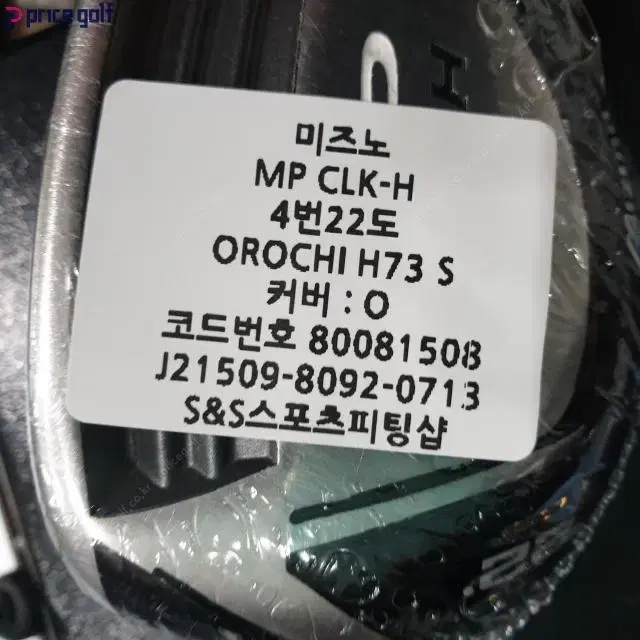 price golf
미즈노
MP CLK-H
4번22도
OROCHI H73 S
커버 : O
코드번호 80081508
J21509-8092-0713
S&S스포츠피팅샵